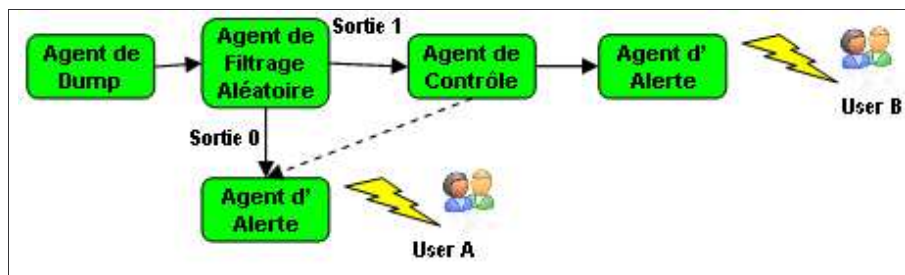 Agent de
Dump
Agent de
Filtrage
Aléatoire
Sortie 1
Agent de
Contrôle
Agent d'
Alerte
User B
Sortie 0
Agent d'
Alerte
User A